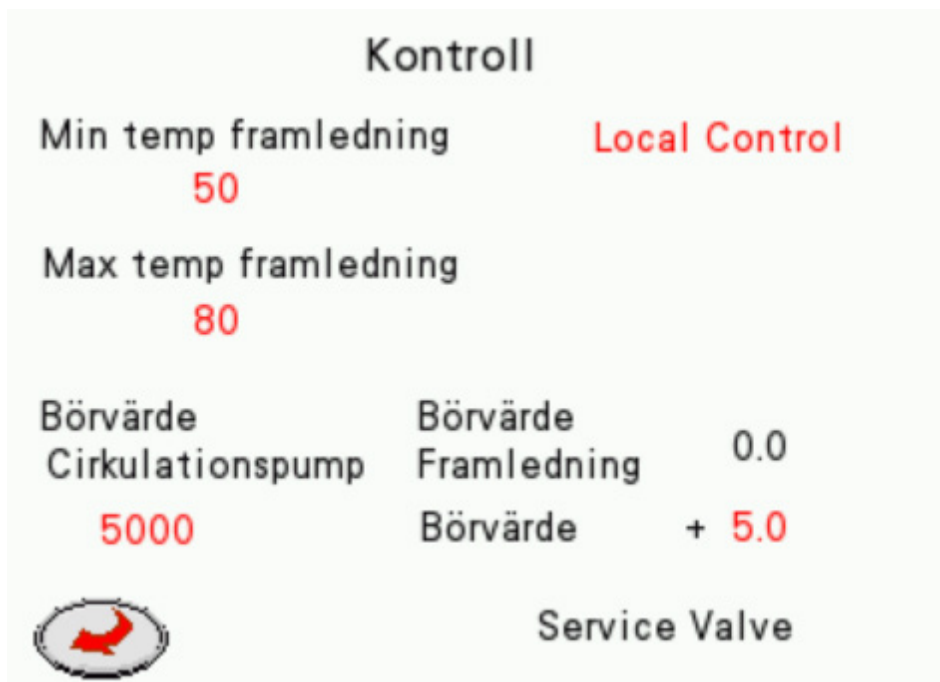 Kontroll
Min temp framledning
Local Control
50
Max temp framledning
80
Börvärde
Cirkulationspump
5000
Börvärde
Framledning
0.0
Börvärde + 5.0
Service Valve